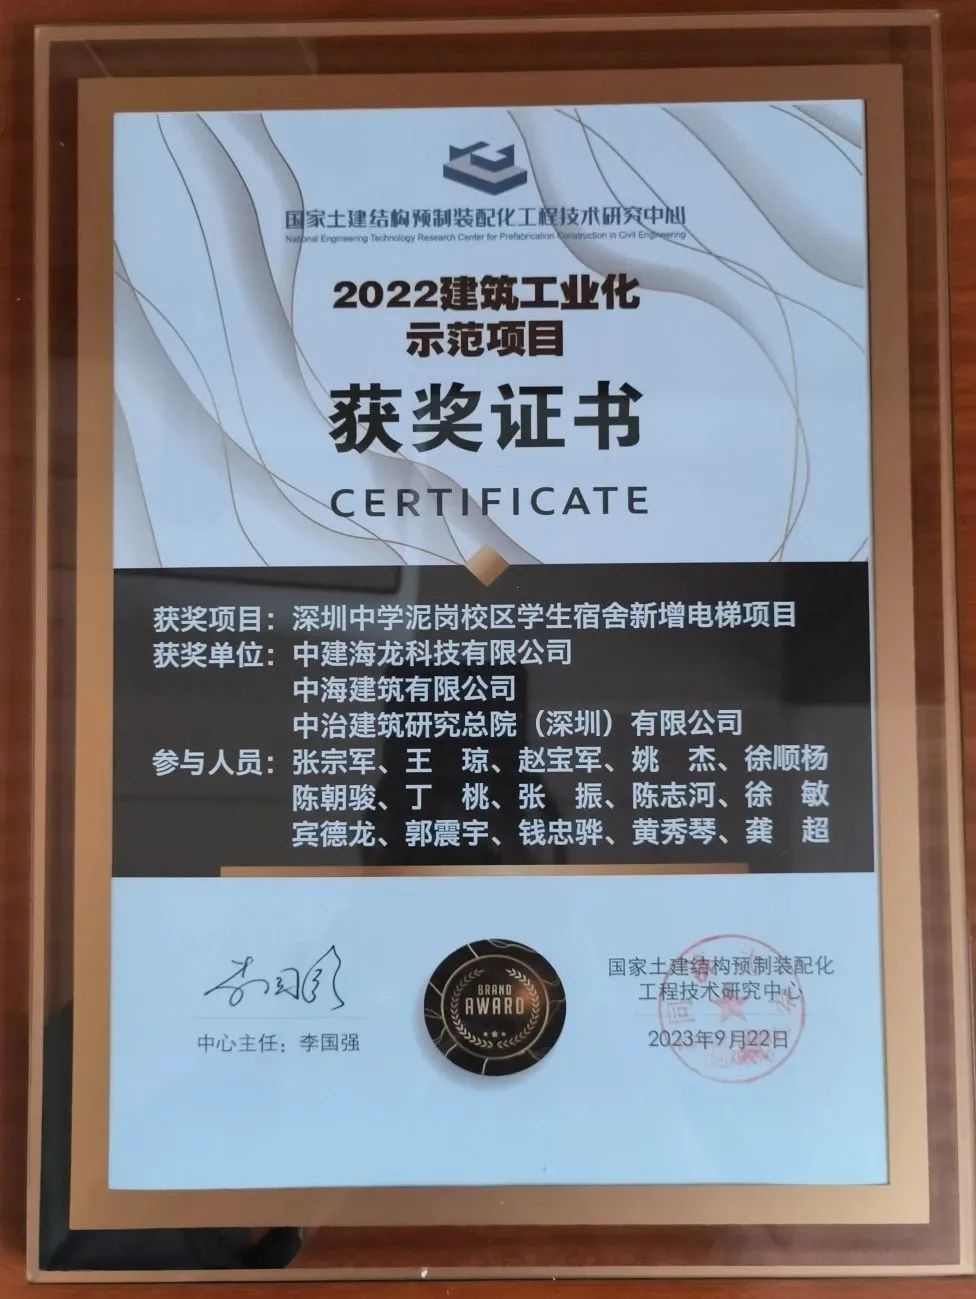 国家土建结构预制装配化工程技术研究中心
National Engineering Technology Research Center for Prefabrication Construction in Civil Engineering
2022建筑工业化
示范项目
获奖证书
CERTIFICATE
获奖项目：深圳中学泥岗校区学生宿舍新增电梯项目
获奖单位：中建海龙科技有限公司
中海建筑有限公司
中治建筑研究总院（深圳）有限公司
参与人员：张宗军、王　琼、赵宝军、姚　杰、徐顺杨
陈朝骏、丁　桃、张　振、陈志河、徐　敏
宾德龙、郭震宇、钱忠骅、黄秀琴、龚　超
中心主任：李国强
BRAND
AWARD
国家土建结构预制装配化
工程技术研究中心
2023年9月22日